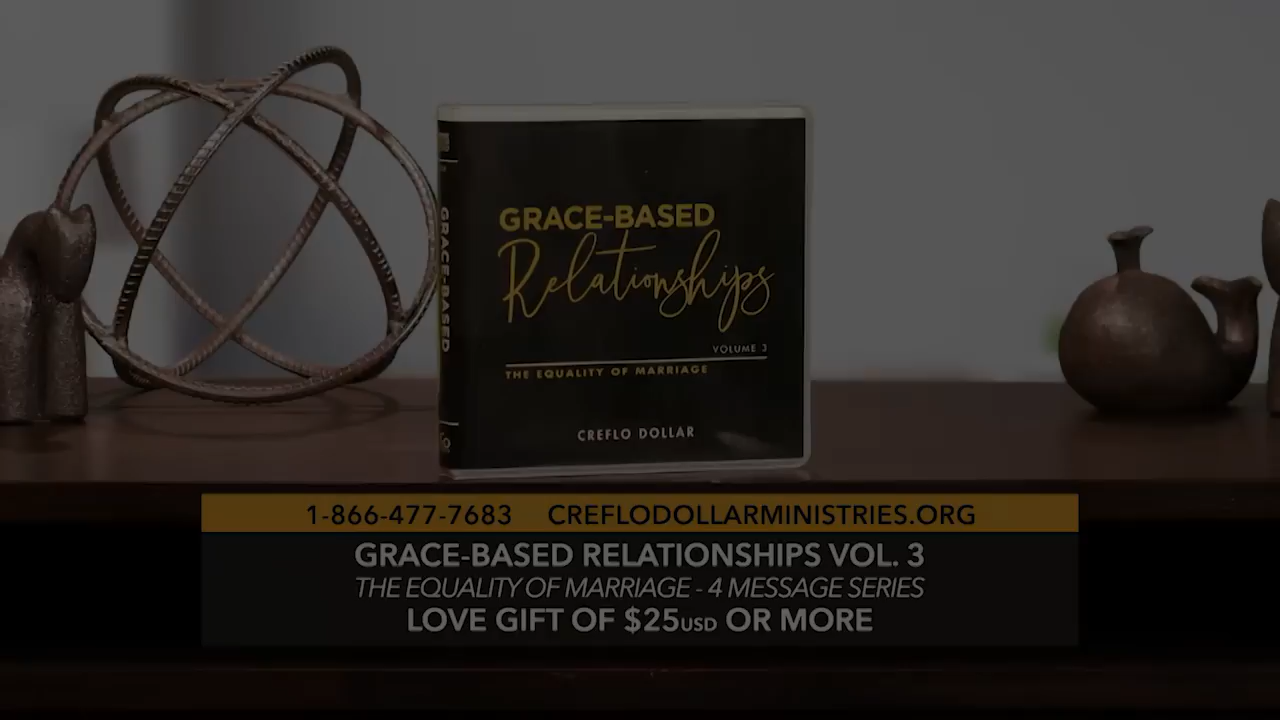 GRACE-BASED
GRACE-BASED
Relationships
VOLUME 3
THE EQUALITY OF MARRIAGE
CREFLO DOLLAR
1-866-477-7683 CREFLODOLLARMINISTRIES.ORG
GRACE-BASED RELATIONSHIPS VOL. 3
THE EQUALITY OF MARRIAGE - 4 MESSAGE SERIES
LOVE GIFT OF $25USD OR MORE